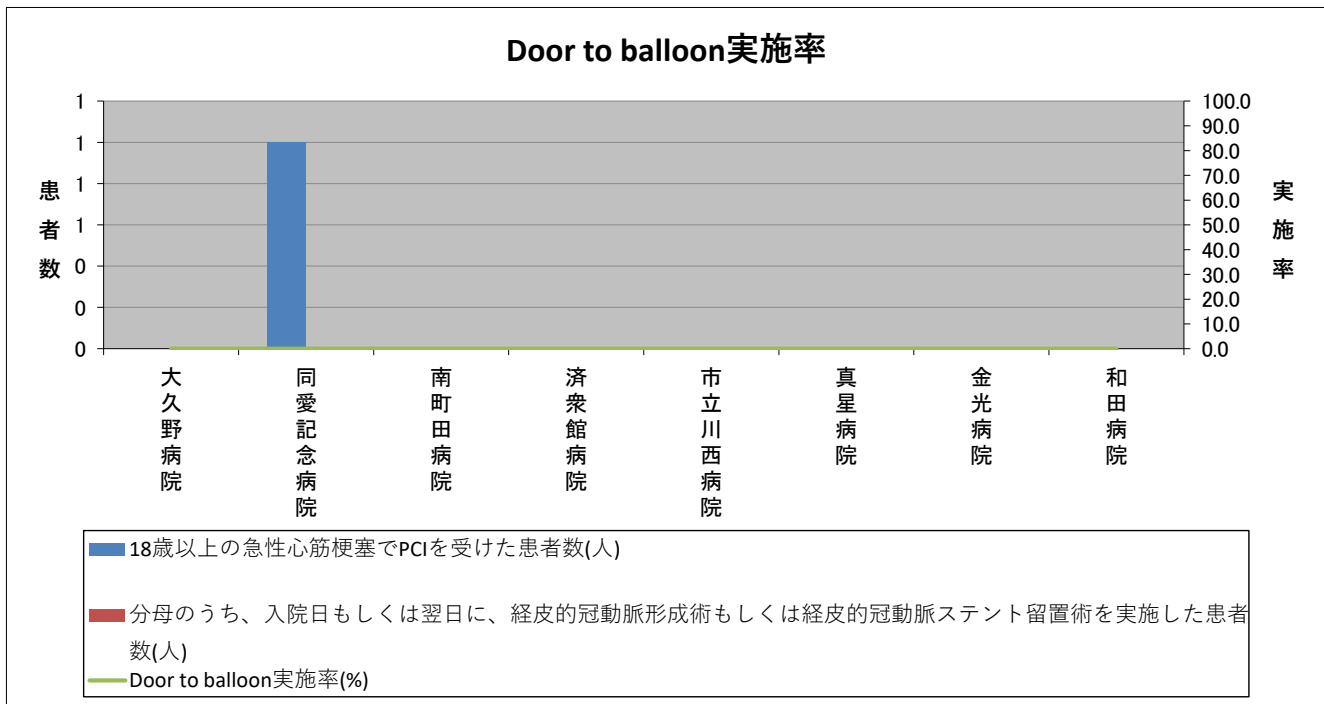 Door to balloon実施率
患者数
1
1
1
1
0
0
0
100.0
90.0
80.0
70.0
60.0
50.0
40.0
30.0
20.0
10.0
0.0
実施率
大久野病院
同愛記念病院
南町田病院
済衆館病院
市立川西病院
真星病院
金光病院
和田病院
18歳以上の急性心筋梗塞でPCIを受けた患者数(人)
分母のうち、入院日もしくは翌日に、経皮的冠動脈形成術もしくは経皮的冠動脈ステント留置術を実施した患者
数(人)
Door to balloon実施率(%)